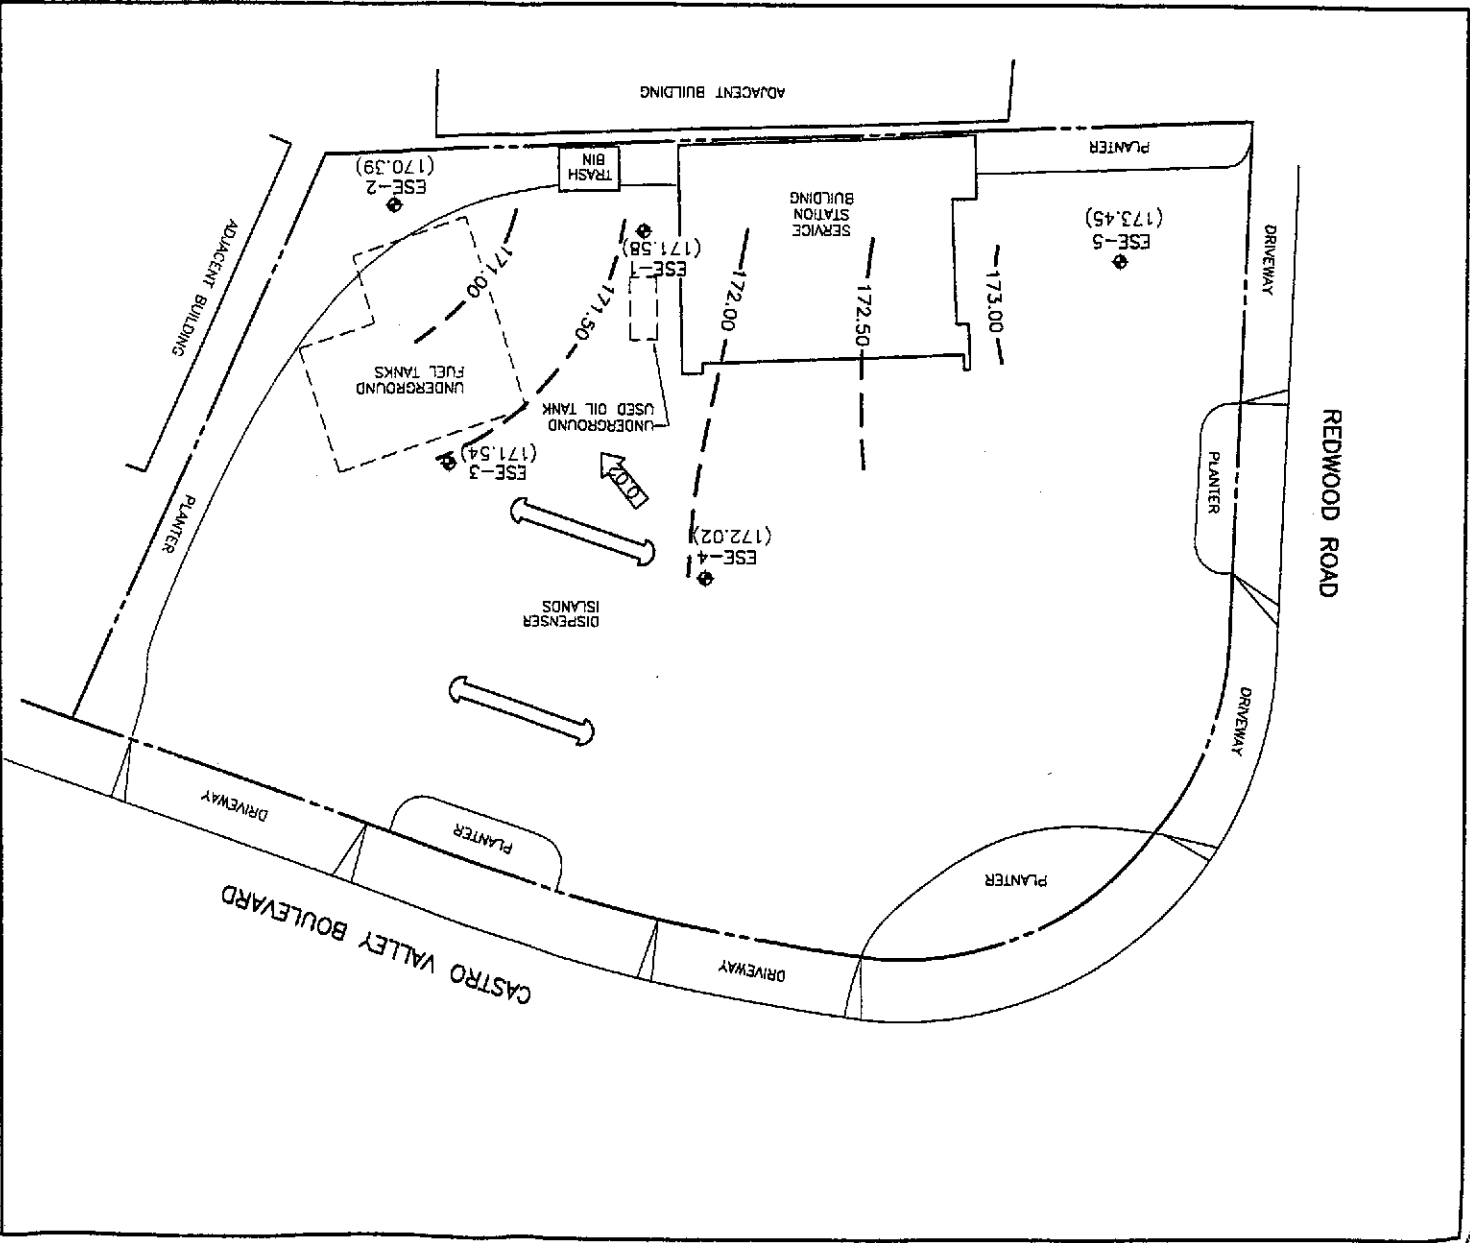 ADJACENT BUILDING
PLANTER
TRASH
BIN
ESE-2
(170.39)
SERVICE
STATION
BUILDING
ESE-5
(173.45)
DRIVEWAY
ADJACENT BUILDING
ESE-1
(171.58)
171.00
171.50
172.00
172.50
173.00
UNDERGROUND
FUEL TANKS
UNDERGROUND
USED OIL TANK
ESE-3
(171.54)
0.02
ESE-4
(172.02)
PLANTER
REDWOOD ROAD
PLANTER
DISPENSER
ISLANDS
DRIVEWAY
DRIVEWAY
PLANTER
PLANTER
DRIVEWAY
CASTRO VALLEY BOULEVARD